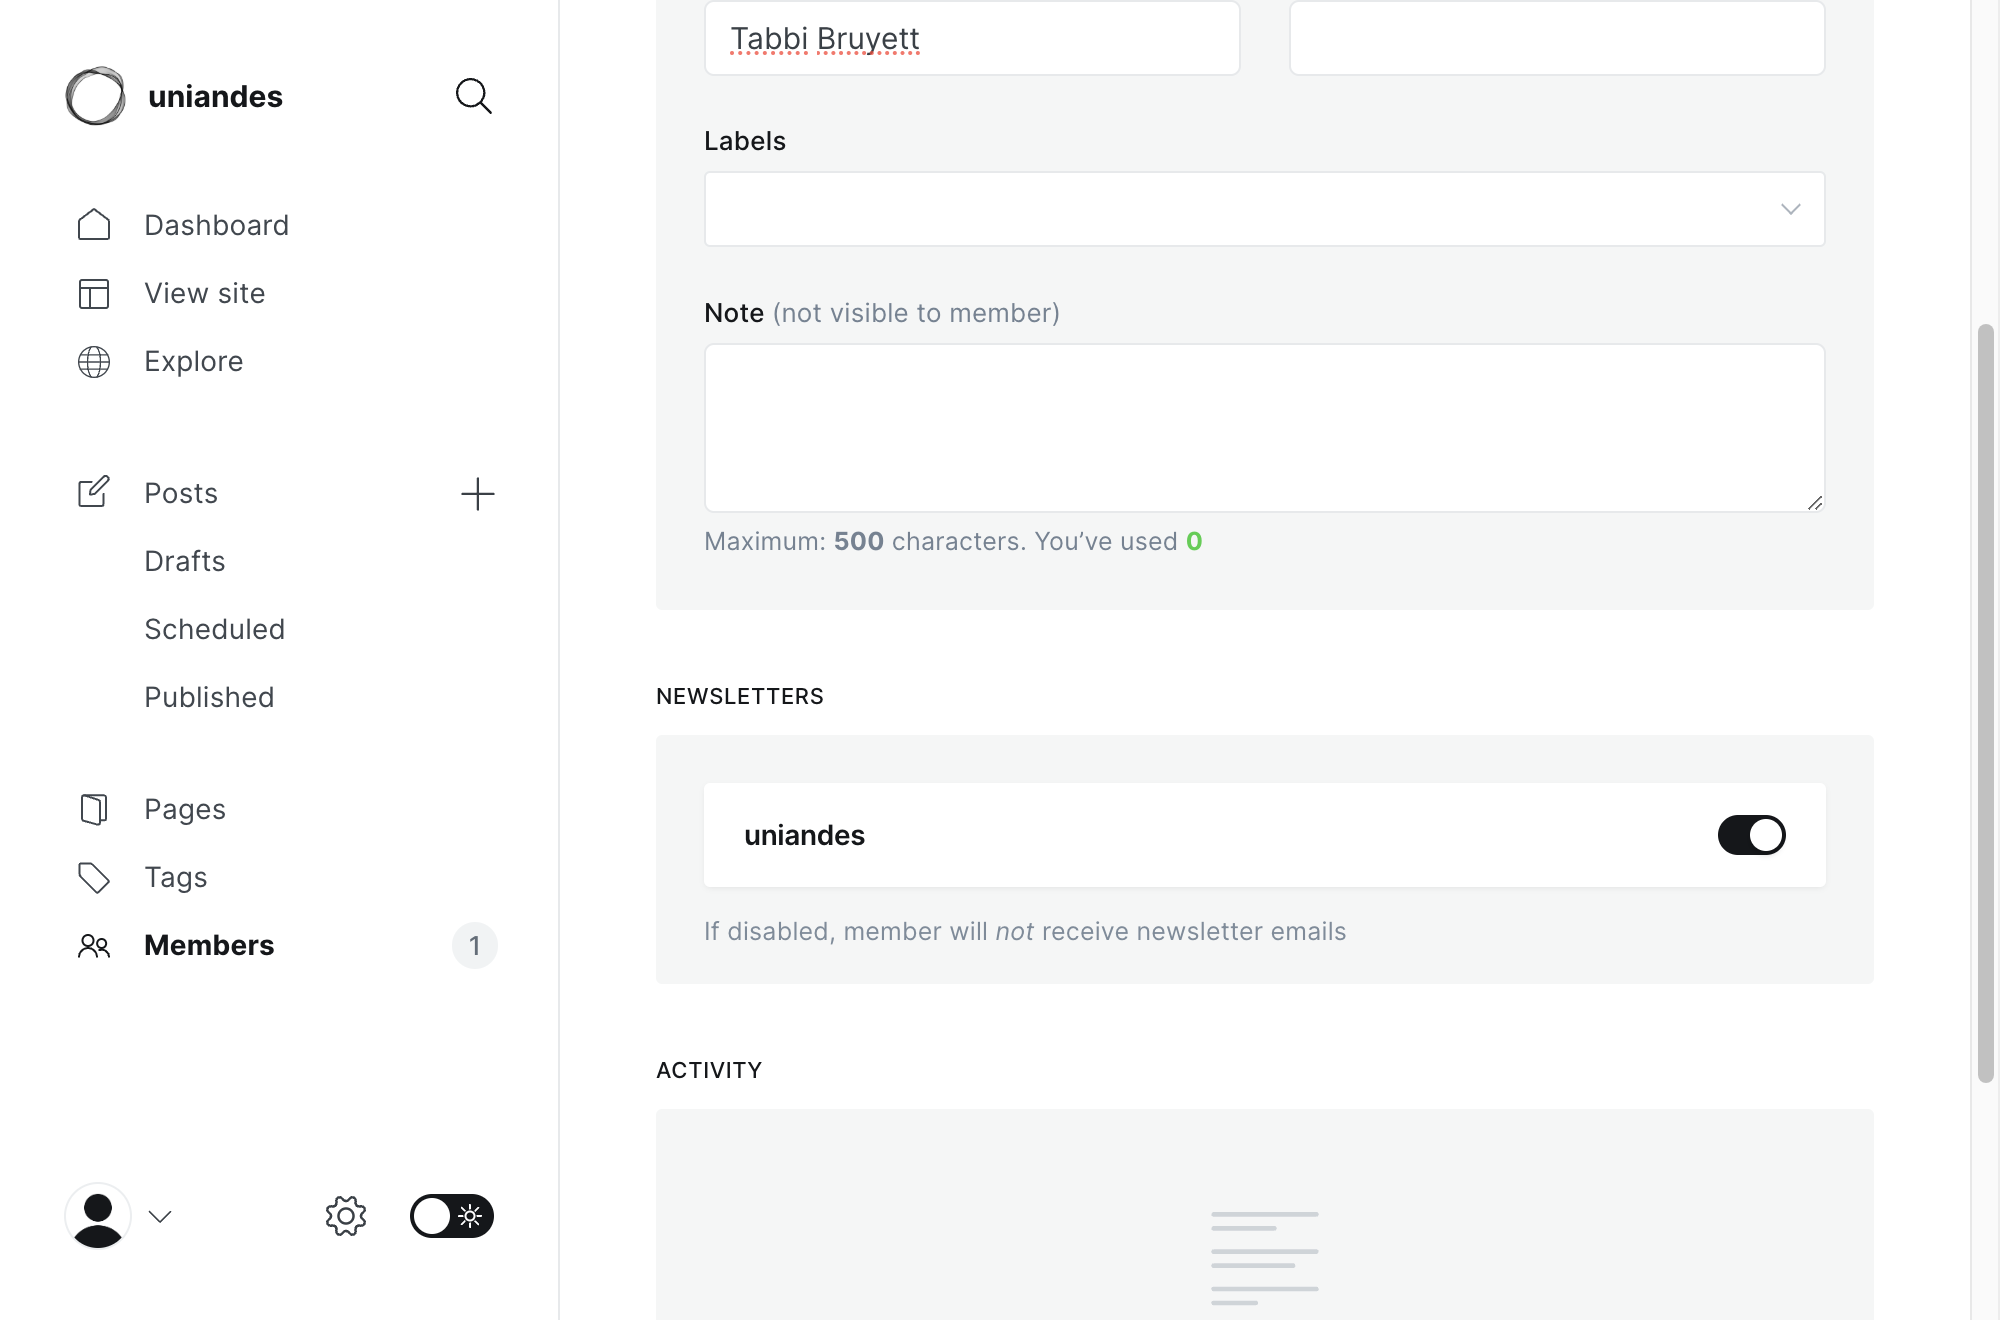 uniandes
Dashboard
View site
Explore
Posts
Drafts
Scheduled
Published
Pages
Tags
Members 1
Tabbi Bruyett
Labels
Note (not visible to member)
Maximum: 500 characters. You’ve used 0
NEWSLETTERS
uniandes
If disabled, member will not receive newsletter emails
ACTIVITY